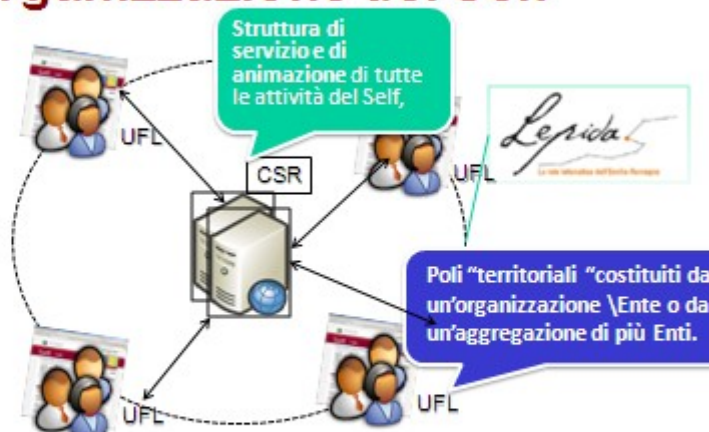 Struttura di
servizio e di
animazione di tutte
le attività del Self,
UFL
UFL
Lepida
CSR
Poli “territoriali “costituiti da
un’organizzazione \Ente o da
un’aggregazione di più Enti.
UFL
UFL